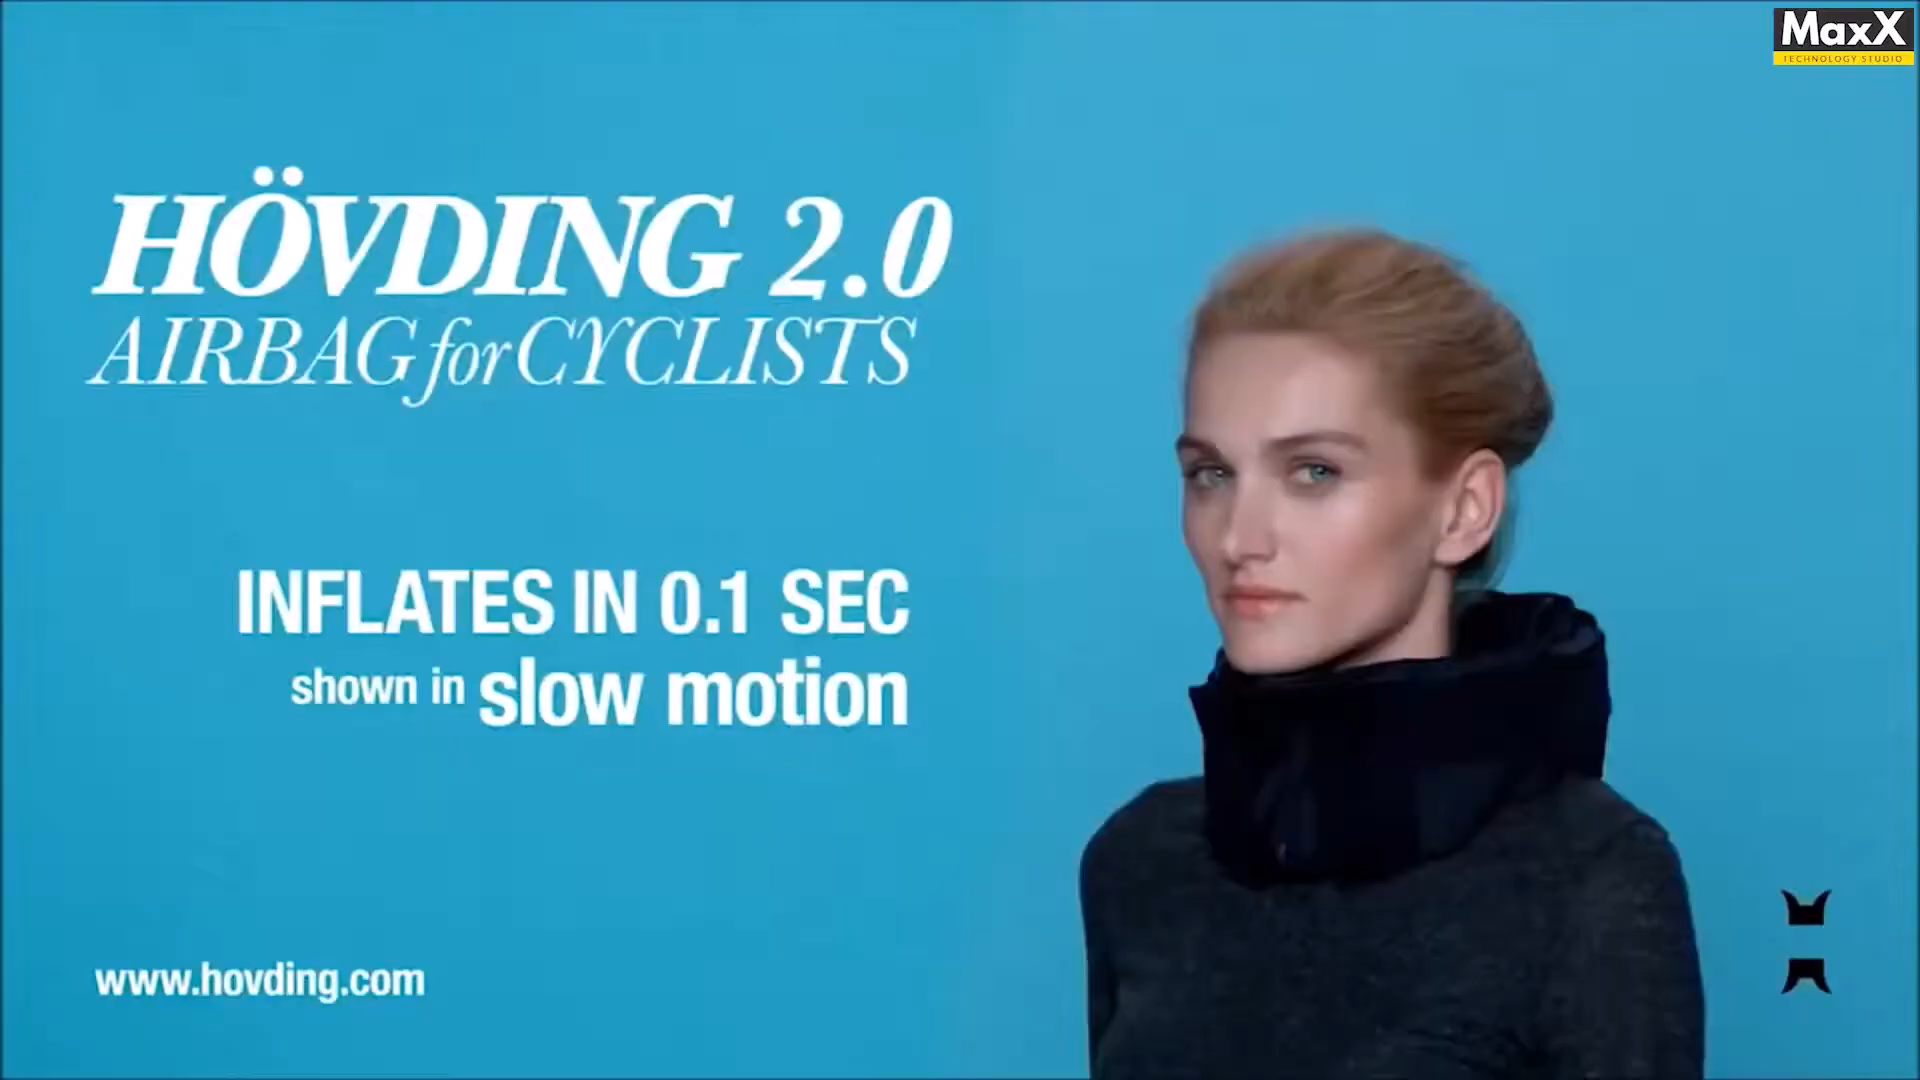 MaxX
TECHNOLOGY STUDIO
HÖVDING 2.0
AIRBAG for CYCLISTS
INFLATES IN 0.1 SEC
shown in slow motion
www.hovding.com